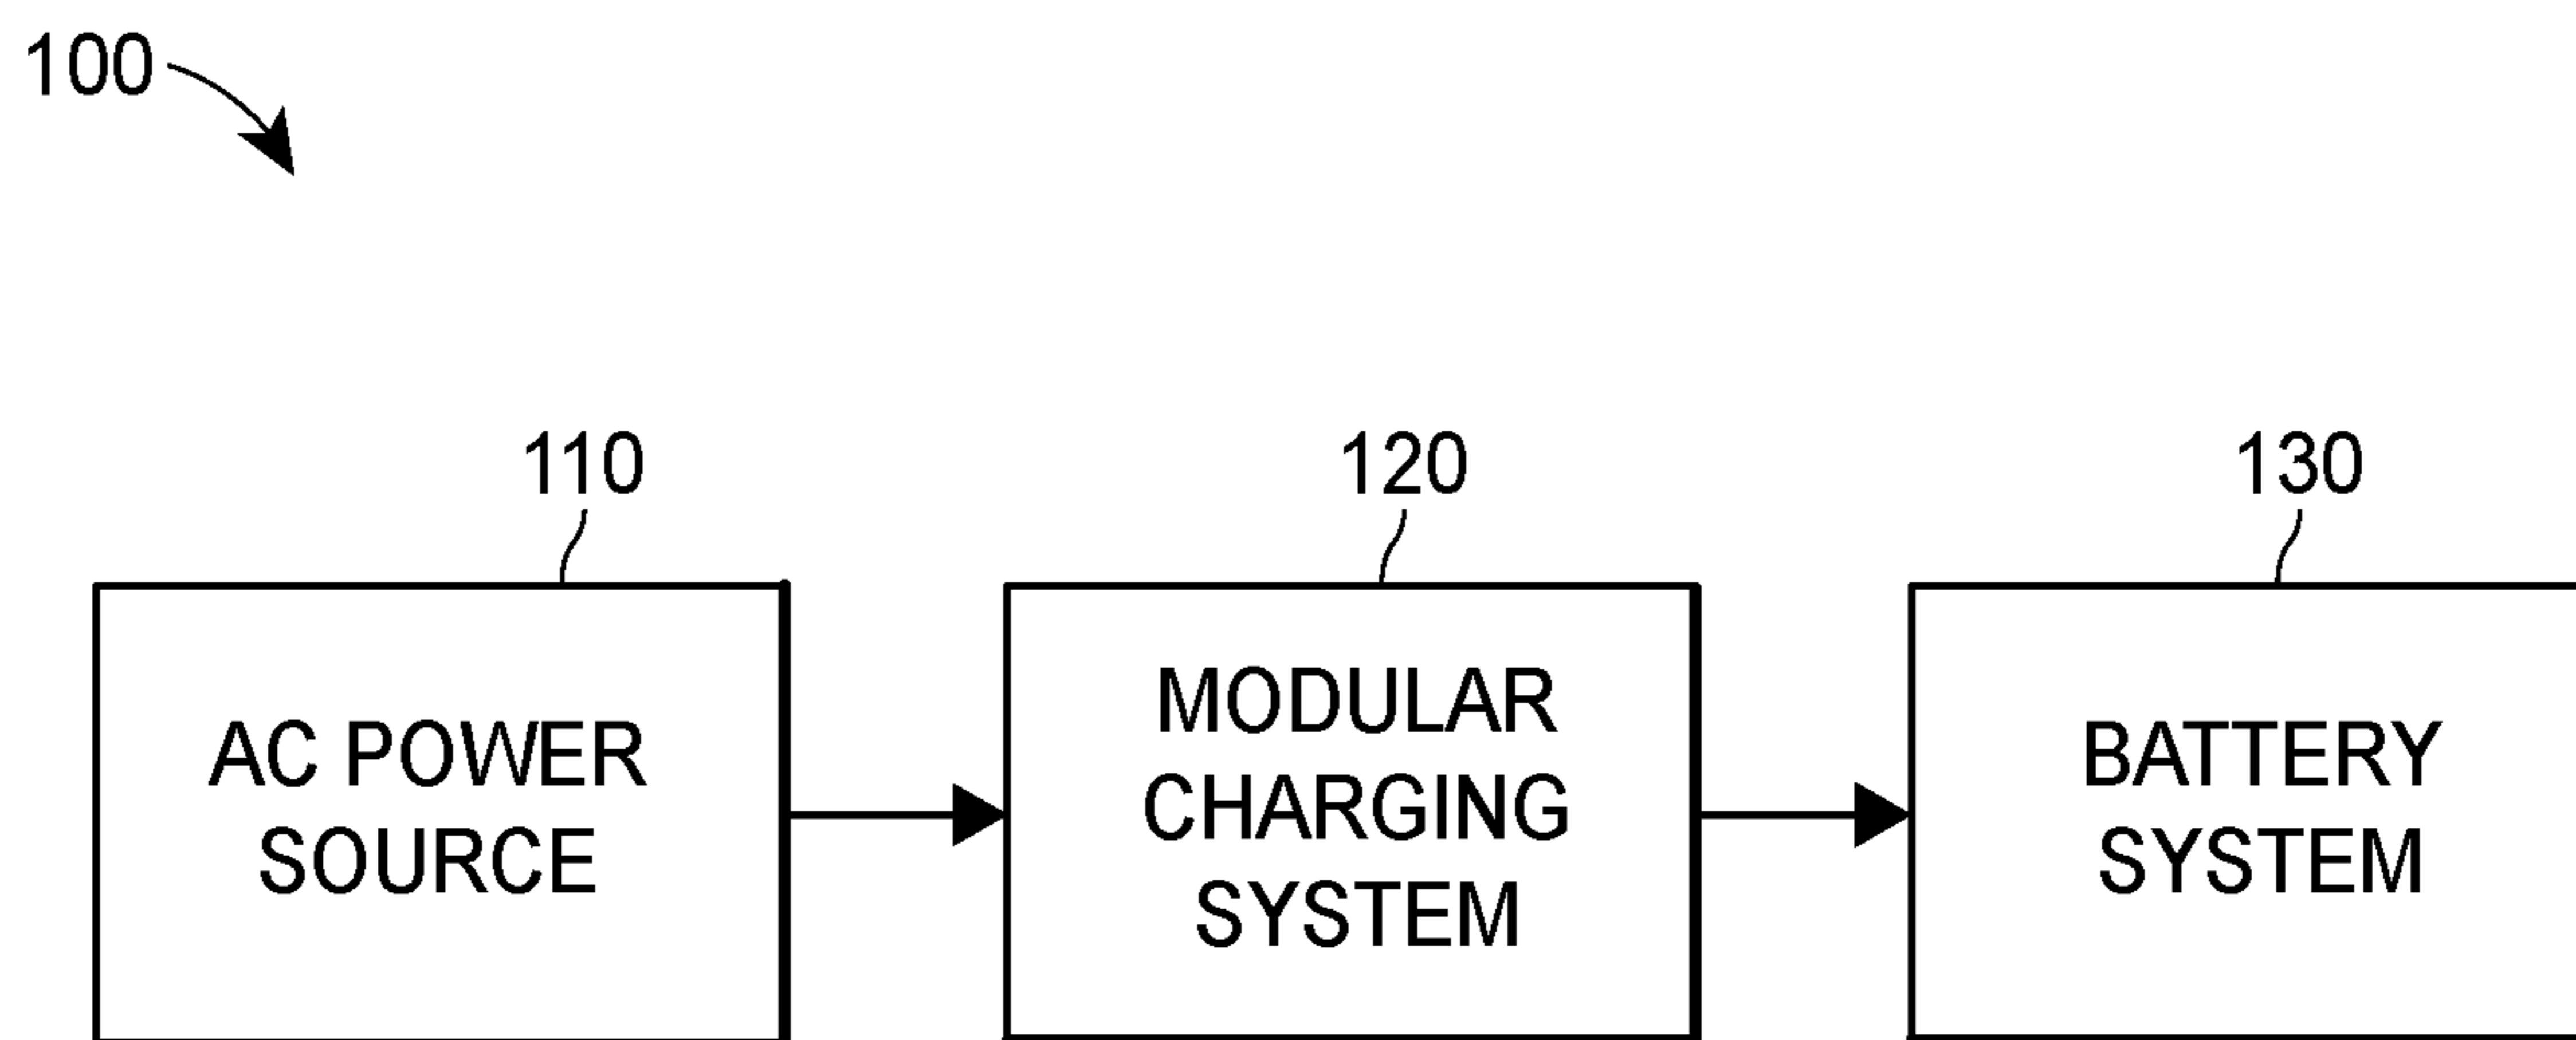 100
110
120
130
AC POWER
SOURCE
MODULAR
CHARGING
SYSTEM
BATTERY
SYSTEM